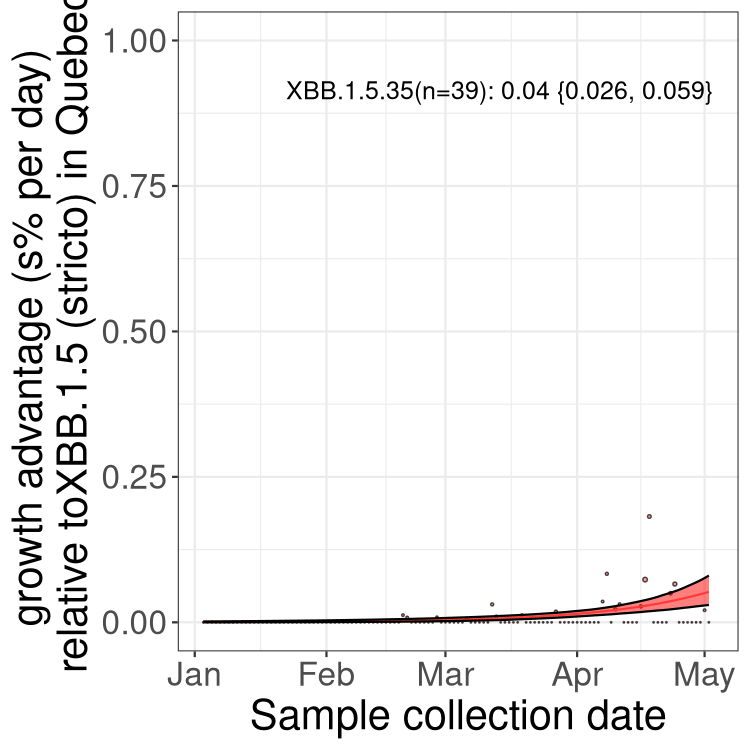 growth advantage (s% per day)
relative toXBB.1.5 (stricto) in Quebec
1.00
0.75
0.50
0.25
0.00
XBB.1.5.35(n=39): 0.04 {0.026, 0.059}
Jan Feb Mar Apr May
Sample collection date